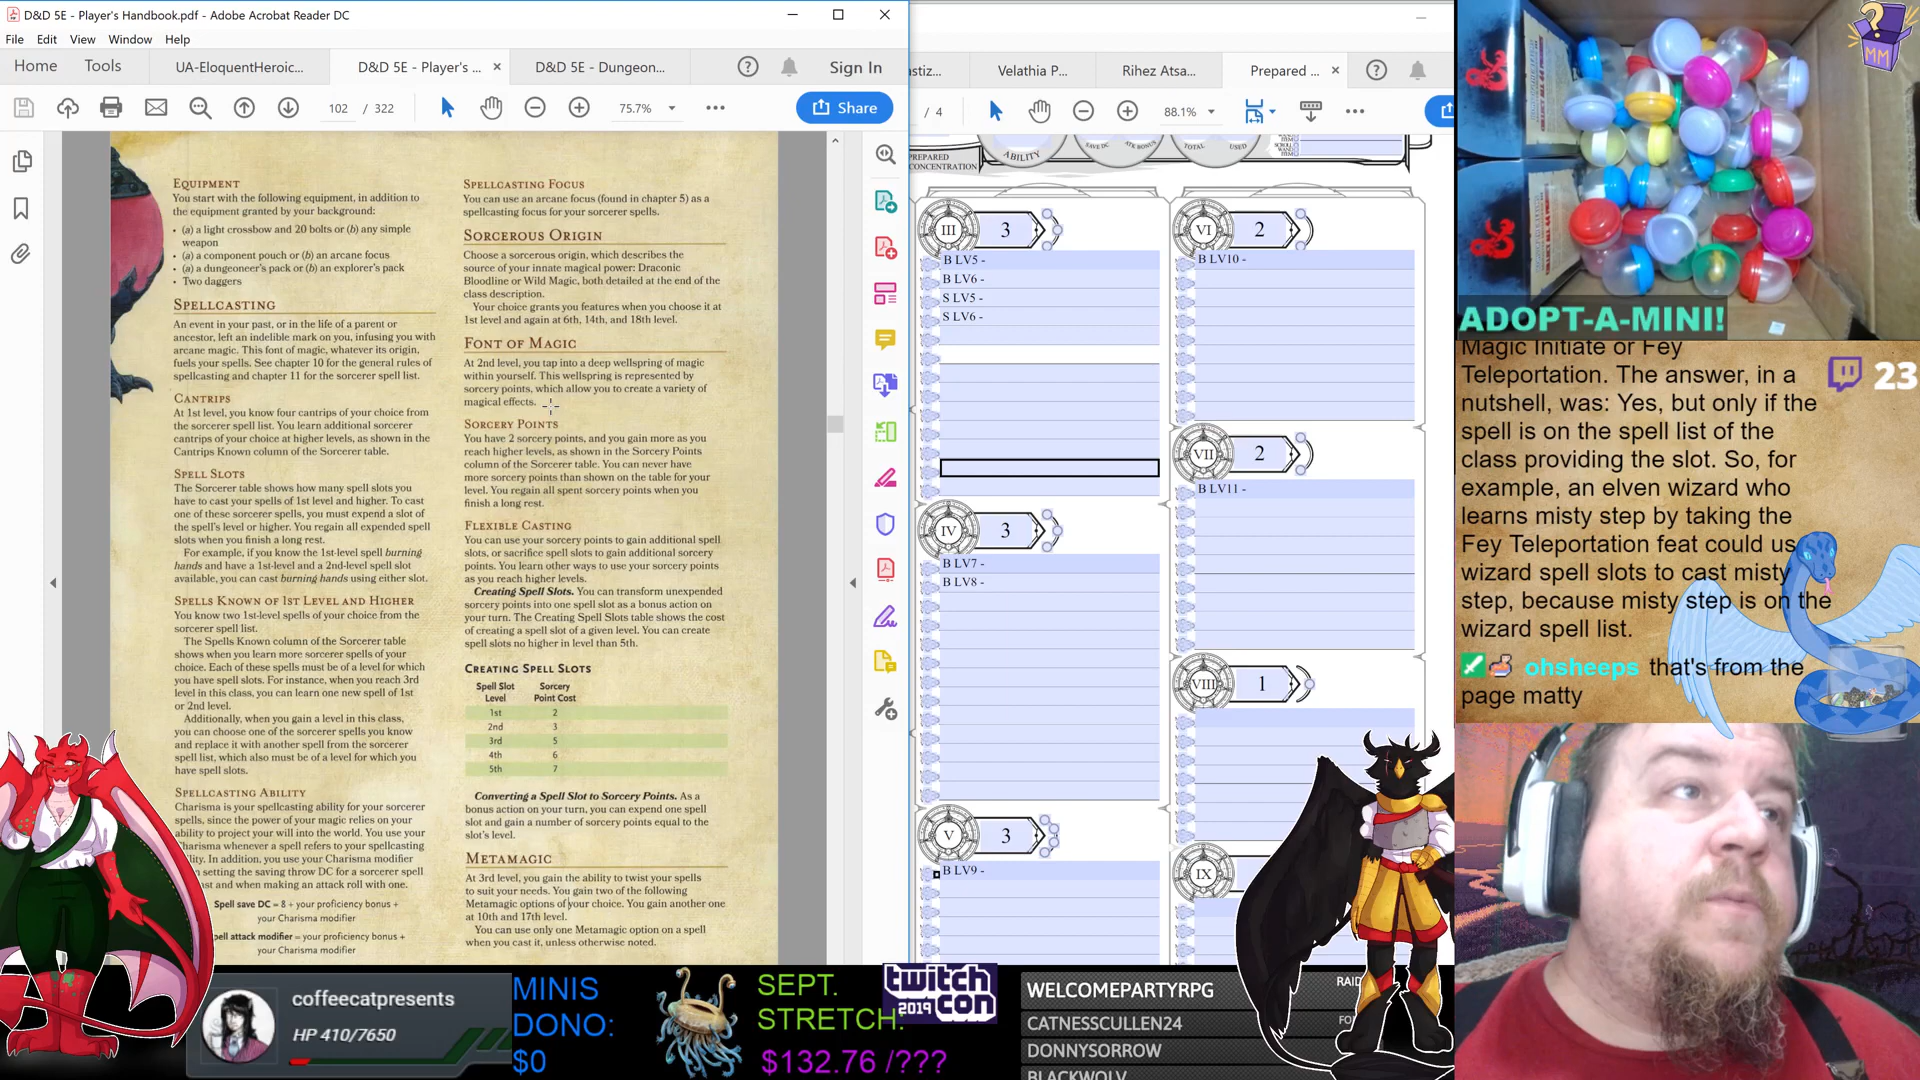 D&D 5E - Player's Handbook.pdf - Adobe Acrobat Reader DC
File Edit View Window Help
Home Tools UA-EloquentHeroic... D&D 5E - Player's ... D&D 5E - Dungeon... Sign In
102 / 322 75.7% Share
EQUIPMENT
You start with the following equipment, in addition to
the equipment granted by your background:
• (a) a light crossbow and 20 bolts or (b) any simple
weapon
• (a) a component pouch or (b) an arcane focus
• (a) a dungeoneer's pack or (b) an explorer's pack
• Two daggers
SPELLCASTING
An event in your past, or in the life of a parent or
ancestor, left an indelible mark on you, infusing you with
arcane magic. This font of magic, whatever its origin,
fuels your spells. See chapter 10 for the general rules of
spellcasting and chapter 11 for the sorcerer spell list.
CANTRIPS
At 1st level, you know four cantrips of your choice from
the sorcerer spell list. You learn additional sorcerer
cantrips of your choice at higher levels, as shown in the
Cantrips Known column of the Sorcerer table.
SPELL SLOTS
The Sorcerer table shows how many spell slots you
have to cast your spells of 1st level and higher. To cast
one of these sorcerer spells, you must expend a slot of
the spell's level or higher. You regain all expended spell
slots when you finish a long rest.
For example, if you know the 1st-level spell burning
hands and have a 1st-level and a 2nd-level spell slot
available, you can cast burning hands using either slot.
SPELLS KNOWN OF 1ST LEVEL AND HIGHER
You know two 1st-level spells of your choice from the
sorcerer spell list.
The Spells Known column of the Sorcerer table
shows when you learn more sorcerer spells of your
choice. Each of these spells must be of a level for which
you have spell slots. For instance, when you reach 3rd
level in this class, you can learn one new spell of 1st
or 2nd level.
Additionally, when you gain a level in this class,
you can choose one of the sorcerer spells you know
and replace it with another spell from the sorcerer
spell list, which also must be of a level for which you
have spell slots.
SPELLCASTING ABILITY
Charisma is your spellcasting ability for your sorcerer
spells, since the power of your magic relies on your
ability to project your will into the world. You use your
harisma whenever a spell refers to your spellcasting
lity. In addition, you use your Charisma modifier
n setting the saving throw DC for a sorcerer spell
ast and when making an attack roll with one.
Spell save DC = 8 + your proficiency bonus +
your Charisma modifier
pell attack modifier = your proficiency bonus +
your Charisma modifier
SPELLCASTING FOCUS
You can use an arcane focus (found in chapter 5) as a
spellcasting focus for your sorcerer spells.
SORCEROUS ORIGIN
Choose a sorcerous origin, which describes the
source of your innate magical power: Draconic
Bloodline or Wild Magic, both detailed at the end of the
class description.
Your choice grants you features when you choose it at
1st level and again at 6th, 14th, and 18th level.
FONT OF MAGIC
At 2nd level, you tap into a deep wellspring of magic
within yourself. This wellspring is represented by
sorcery points, which allow you to create a variety of
magical effects.
SORCERY POINTS
You have 2 sorcery points, and you gain more as you
reach higher levels, as shown in the Sorcery Points
column of the Sorcerer table. You can never have
more sorcery points than shown on the table for your
level. You regain all spent sorcery points when you
finish a long rest.
FLEXIBLE CASTING
You can use your sorcery points to gain additional spell
slots, or sacrifice spell slots to gain additional sorcery
points. You learn other ways to use your sorcery points
as you reach higher levels.
Creating Spell Slots. You can transform unexpended
sorcery points into one spell slot as a bonus action on
your turn. The Creating Spell Slots table shows the cost
of creating a spell slot of a given level. You can create
spell slots no higher in level than 5th.
CREATING SPELL SLOTS
Spell Slot Sorcery
Level Point Cost
1st 2
2nd 3
3rd 5
4th 6
5th 7
Converting a Spell Slot to Sorcery Points. As a
bonus action on your turn, you can expend one spell
slot and gain a number of sorcery points equal to the
slot's level.
METAMAGIC
At 3rd level, you gain the ability to twist your spells
to suit your needs. You gain two of the following
Metamagic options of your choice. You gain another one
at 10th and 17th level.
You can use only one Metamagic option on a spell
when you cast it, unless otherwise noted.
stiz... Velathia P... Rihez Atsa... Prepared ...
/ 4 88.1%
PREPARED
CONCENTRATION
ABILITY
SAVE DC
TOTAL USED
III 3
B LV5 -
B LV6 -
S LV5 -
S LV6 -
IV 3
B LV7 -
B LV8 -
V 3
B LV9 -
VI 2
B LV10 -
VII 2
B LV11 -
VIII 1
IX
MM
ADOPT-A-MINI!
Magic Initiate or Fey
Teleportation. The answer, in a
nutshell, was: Yes, but only if the
spell is on the spell list of the
class providing the slot. So, for
example, an elven wizard who
learns misty step by taking the
Fey Teleportation feat could us
wizard spell slots to cast misty
step, because misty step is on the
wizard spell list.
23
ohsheeps that's from the
page matty
coffeecatpresents
HP 410/7650
MINIS
DONO:
$0
SEPT.
STRETCH:
$132.76 /???
twitch
con
2019
WELCOMEPARTYRPG RAID
CATNESSCULLEN24 FO
DONNYSORROW
BLACKWOLV